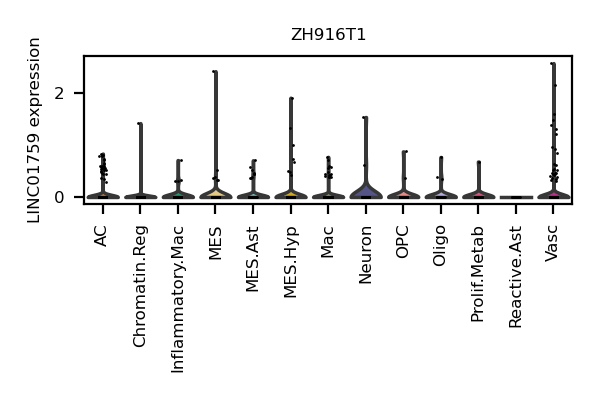 ZH916T1
LINC01759 expression
2
0
AC
Chromatin.Reg
Inflammatory.Mac
MES
MES.Ast
MES.Hyp
Mac
Neuron
OPC
Oligo
Prolif.Metab
Reactive.Ast
Vasc